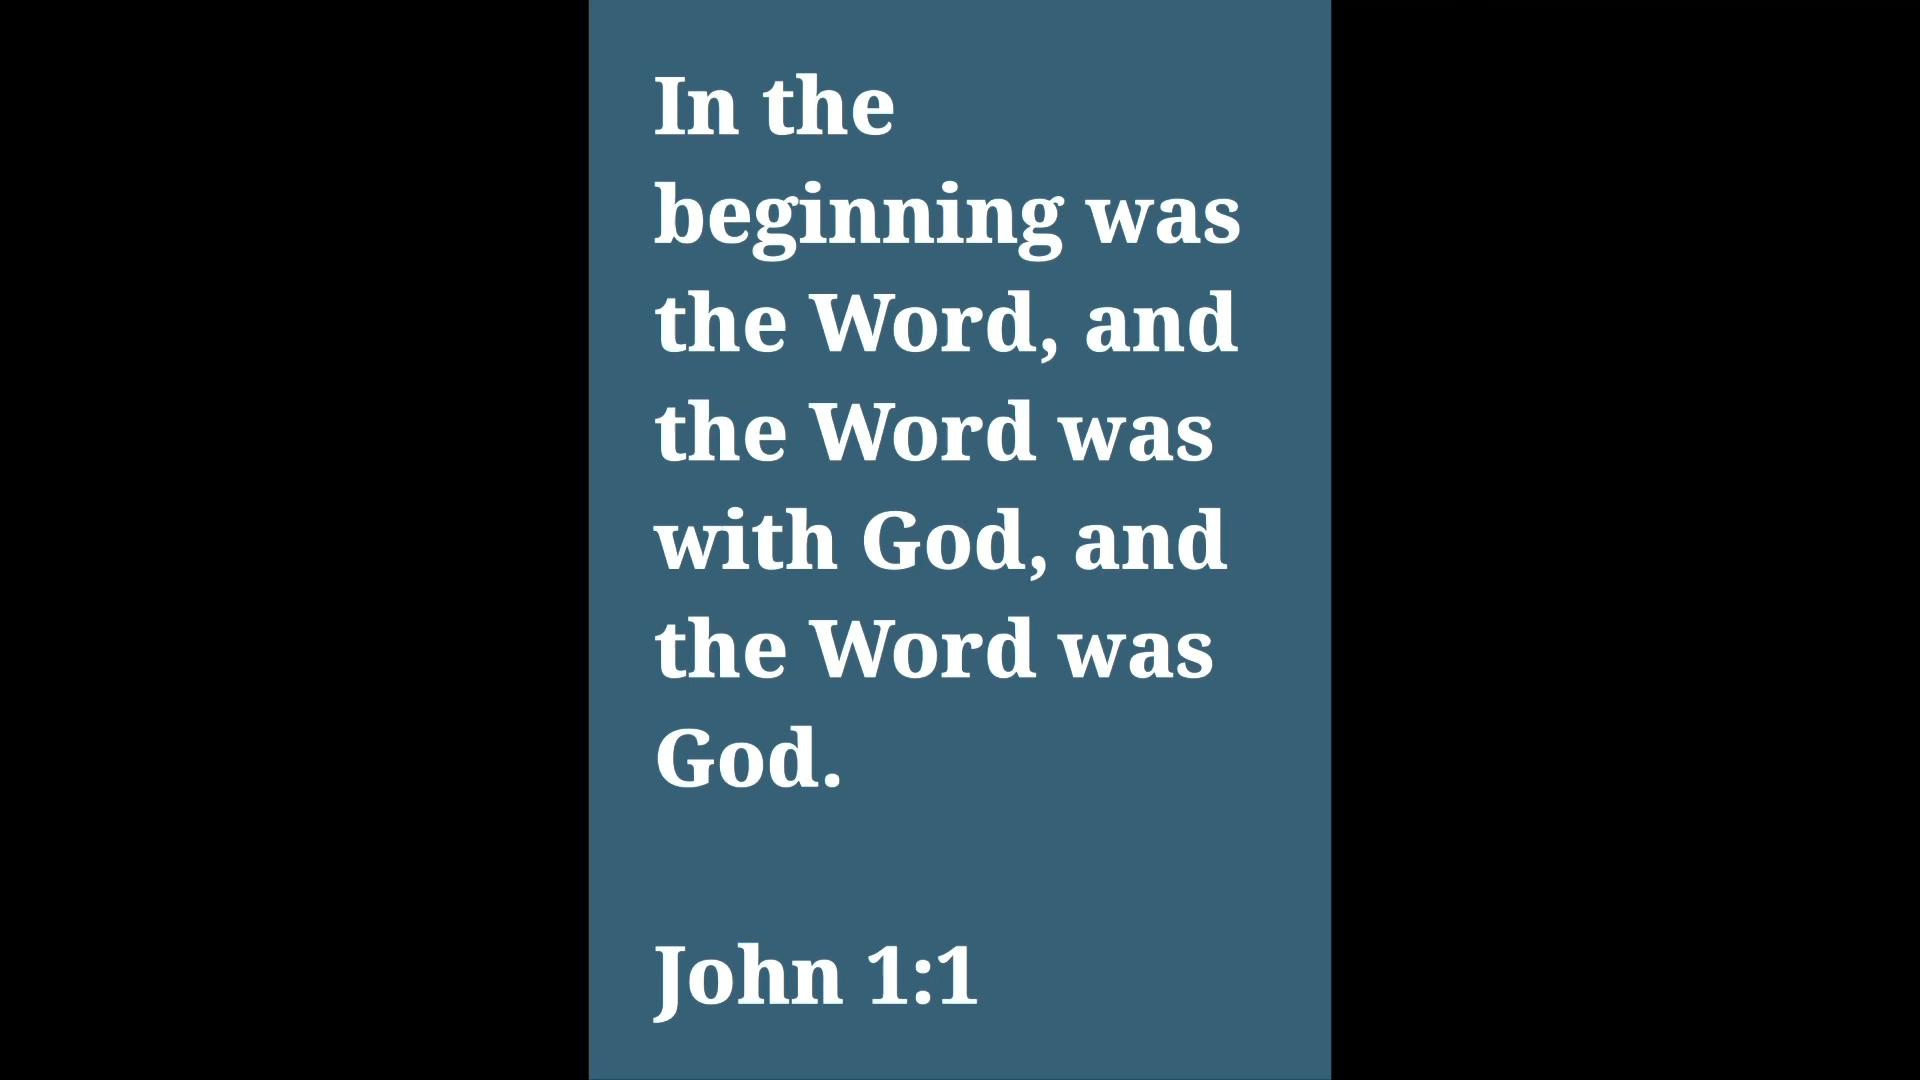 In the
beginning was
the Word, and
the Word was
with God, and
the Word was
God.
John 1:1